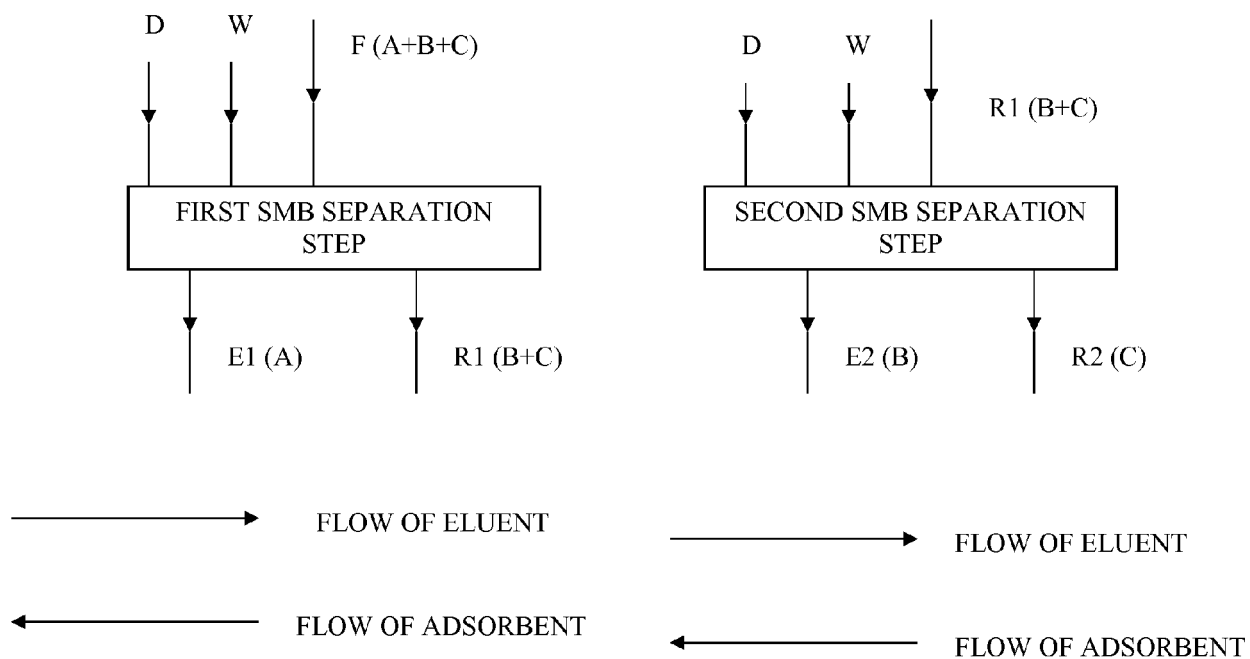 D
W
F (A+B+C)
FIRST SMB SEPARATION
STEP
E1 (A)
R1 (B+C)
FLOW OF ELUENT
FLOW OF ADSORBENT
D
W
R1 (B+C)
SECOND SMB SEPARATION
STEP
E2 (B)
R2 (C)
FLOW OF ELUENT
FLOW OF ADSORBENT